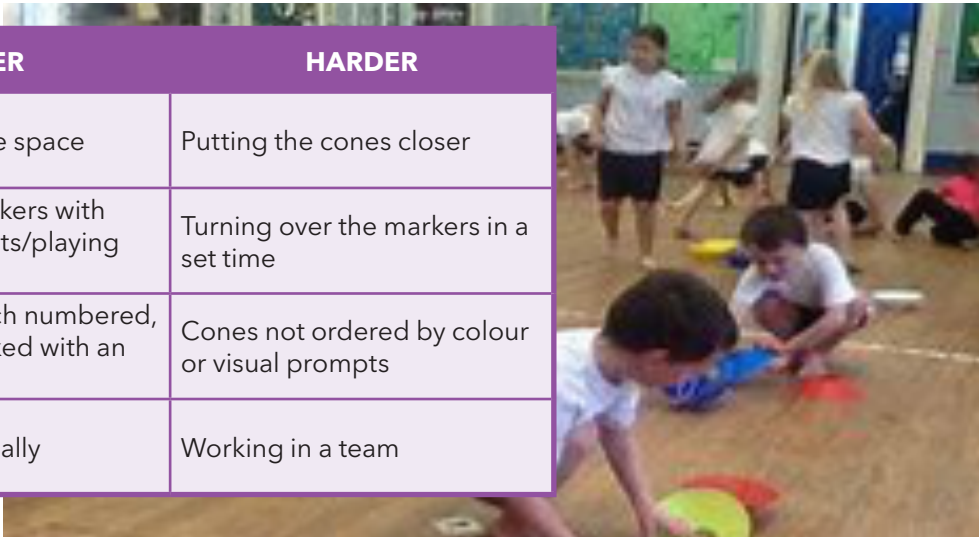 ER HARDER
e space Putting the cones closer
kers with
ts/playing
Turning over the markers in a
set time
ch numbered,
ked with an
Cones not ordered by colour
or visual prompts
ally Working in a team